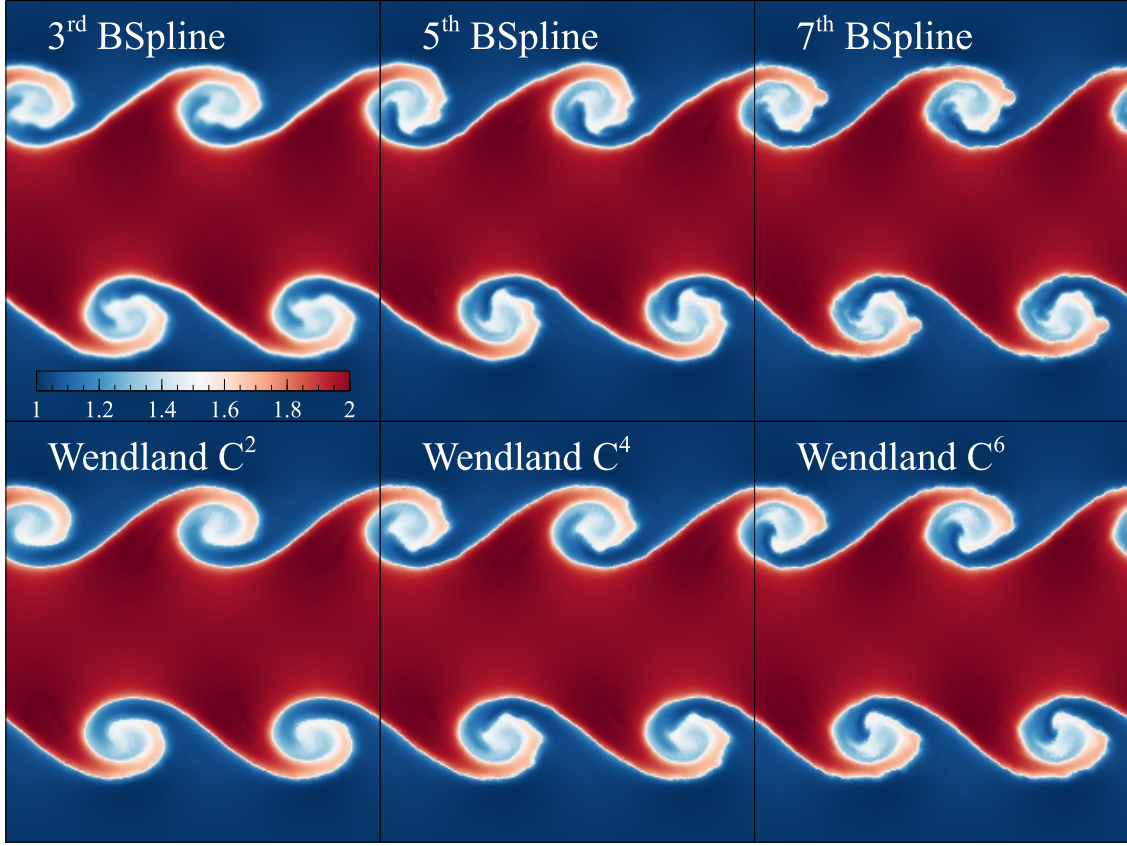 3rd BSpline
5th BSpline
7th BSpline
1 1.2 1.4 1.6 1.8 2
Wendland C2
Wendland C4
Wendland C6